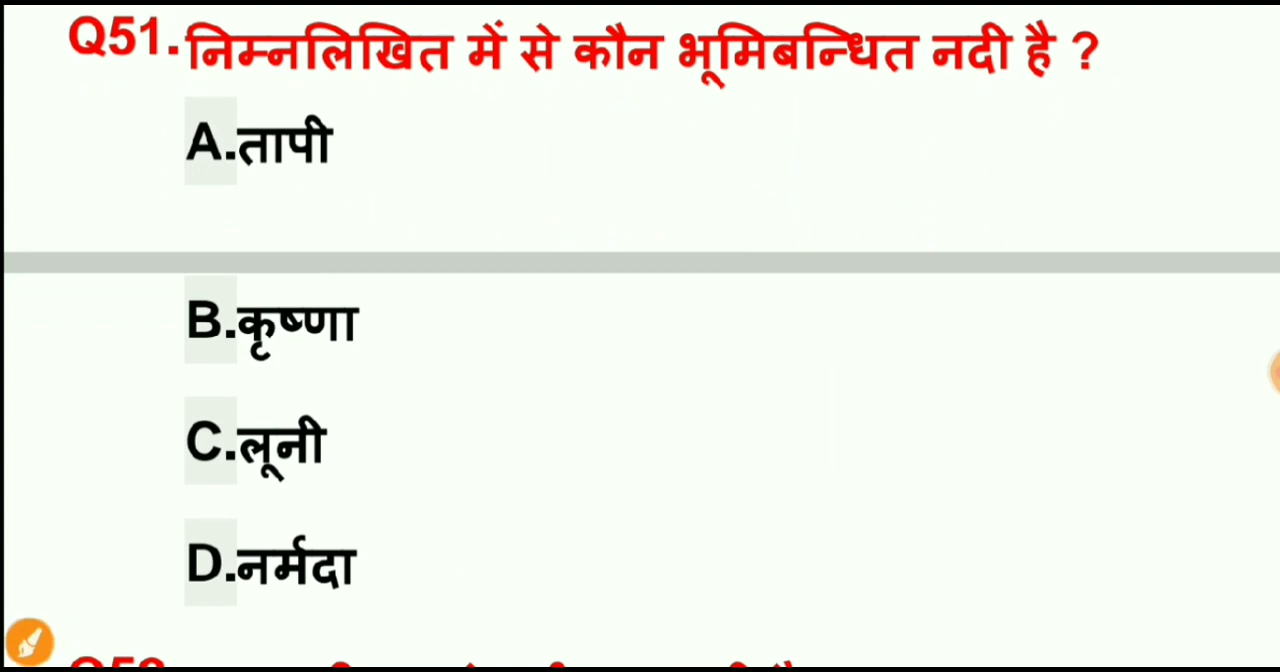 Q51.निम्नलिखित में से कौन भूमिबन्धित नदी है ?
A.तापी
B.कृष्णा
C.लूनी
D.नर्मदा